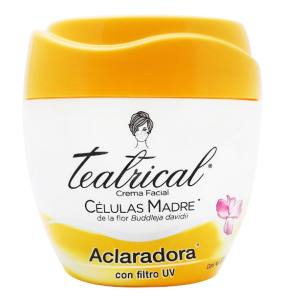 Teatrical®
Crema Facial
CÉLULAS MADRE*
de la flor Buddleja davidii
Aclaradora*
con filtro UV